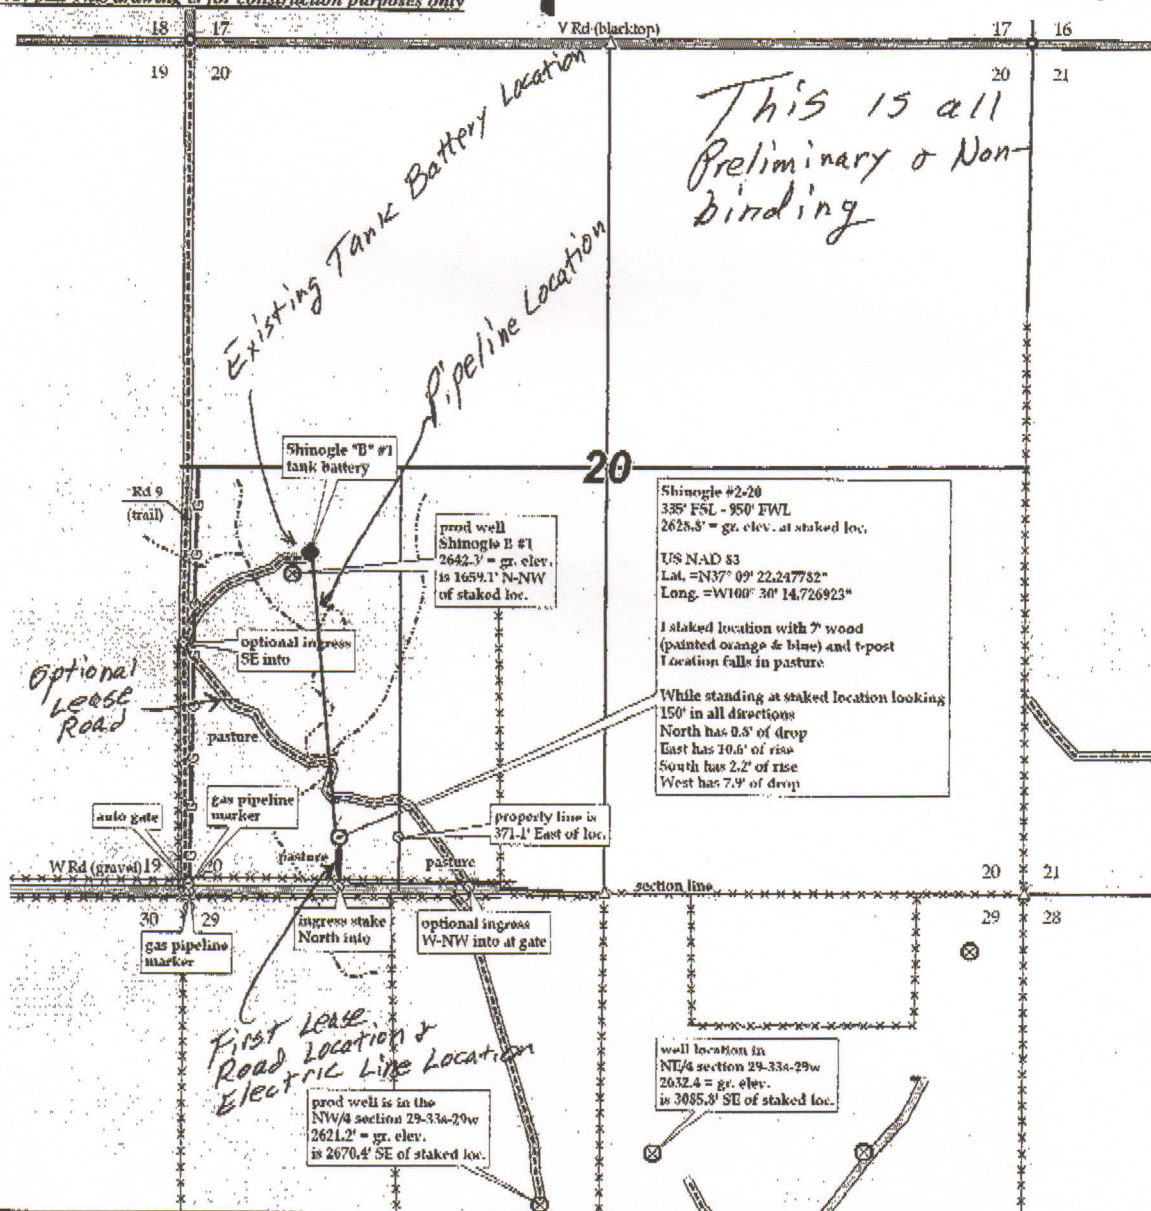 drawing is for construction purposes only
V Rd (blacktop)
18 17
17 16
19 20
20 21
This is all
Preliminary & Non-
binding
Existing Tank Battery Location
Pipeline Location
Shinogle "B" #1
tank battery
20
Rd 9
(trail)
G
G
G
G
G
G
prod well
Shinogle B #1
2642.3' = gr. elev.
is 1659.1' N-NW
of staked loc.
Shinogle #2-20
335' FSL - 950' FWL
2628.8' = gr. elev. at staked loc.
US NAD 83
Lat. =N37° 09' 22.247782"
Long. =W100° 30' 14.726923"
I staked location with 7' wood
(painted orange & blue) and t-post
Location falls in pasture
While standing at staked location looking
150' in all directions
North has 0.8' of drop
East has 10.6' of rise
South has 2.2' of rise
West has 7.9' of drop
optional ingress
SE into
Optional
Lease
Road
pasture
auto gate
gas pipeline
marker
property line is
371.1' East of loc.
W Rd (gravel) 19 20
pasture
pasture
section line
20 21
30 29
29 28
gas pipeline
marker
ingress stake
North into
optional ingress
W-NW into at gate
First Lease
Road Location &
Electric Line Location
prod well is in the
NW/4 section 29-33s-29w
2621.2' = gr. elev.
is 2670.4' SE of staked loc.
well location in
NE/4 section 29-33s-29w
2632.4 = gr. elev.
is 3085.8' SE of staked loc.